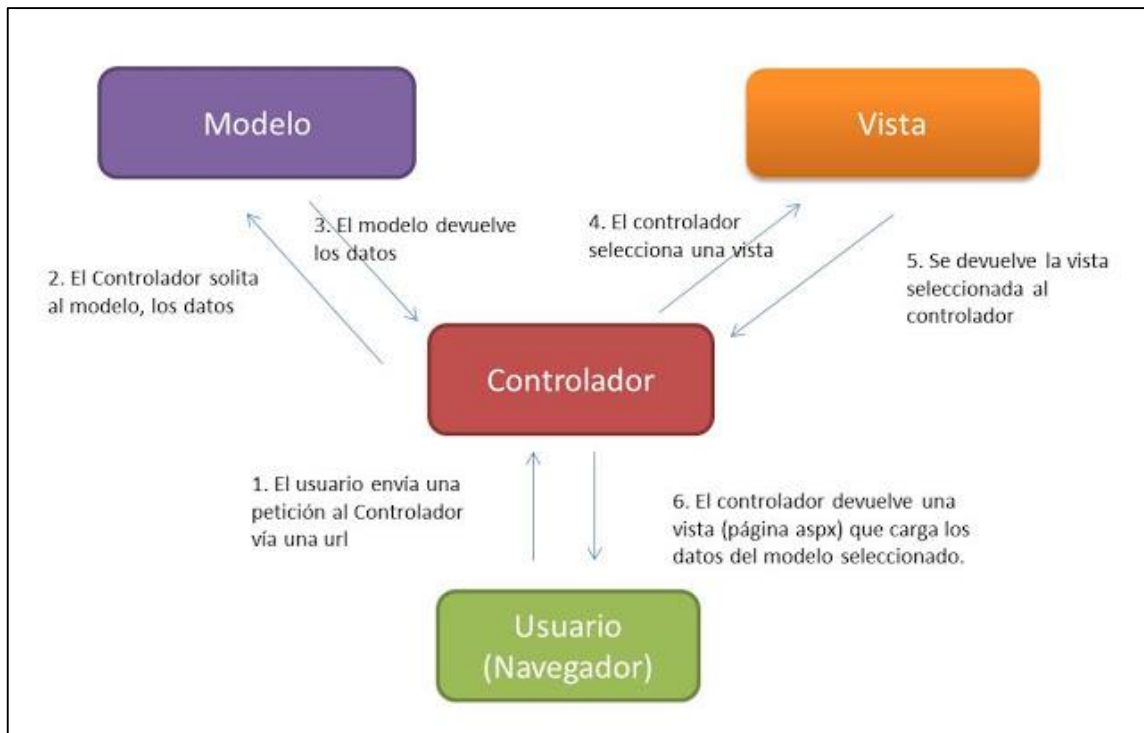 Modelo
Vista
3. El modelo devuelve
los datos
4. El controlador
selecciona una vista
2. El Controlador solita
al modelo, los datos
5. Se devuelve la vista
seleccionada al
controlador
Controlador
1. El usuario envía una
petición al Controlador
vía una url
6. El controlador devuelve una
vista (página aspx) que carga los
datos del modelo seleccionado.
Usuario
(Navegador)